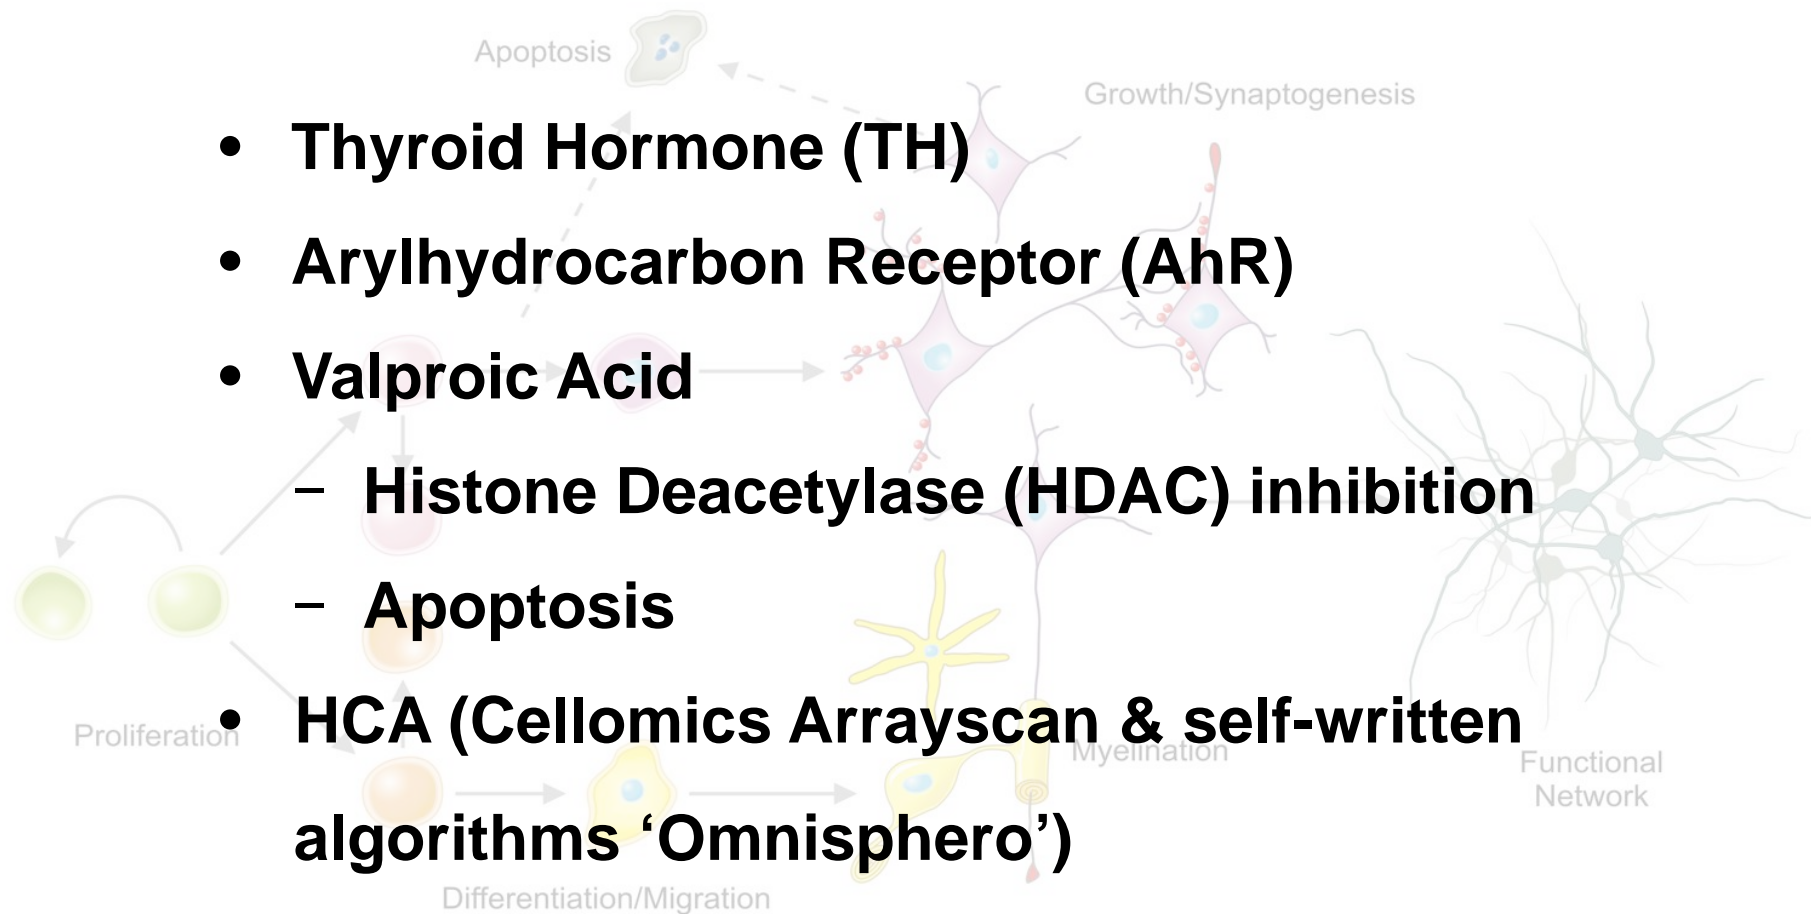 Apoptosis
Growth/Synaptogenesis
• Thyroid Hormone (TH)
• Arylhydrocarbon Receptor (AhR)
• Valproic Acid
− Histone Deacetylase (HDAC) inhibition
− Apoptosis
• HCA (Cellomics Arrayscan & self-written
algorithms ‘Omnisphero’)
Proliferation
Myelination
Functional
Network
Differentiation/Migration